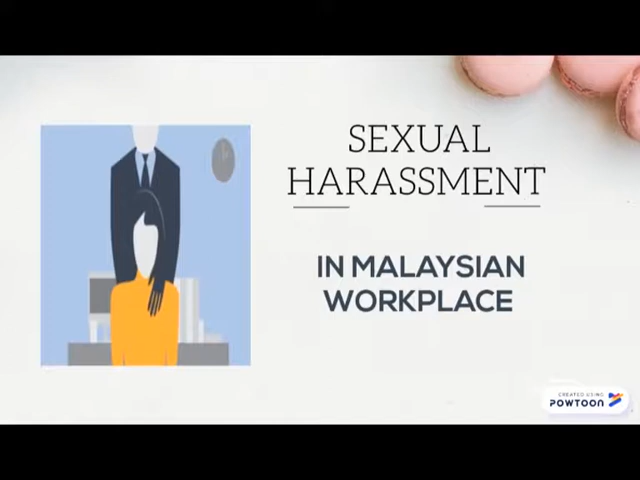 SEXUAL
HARASSMENT
IN MALAYSIAN
WORKPLACE
CREATED USING
POWTOON